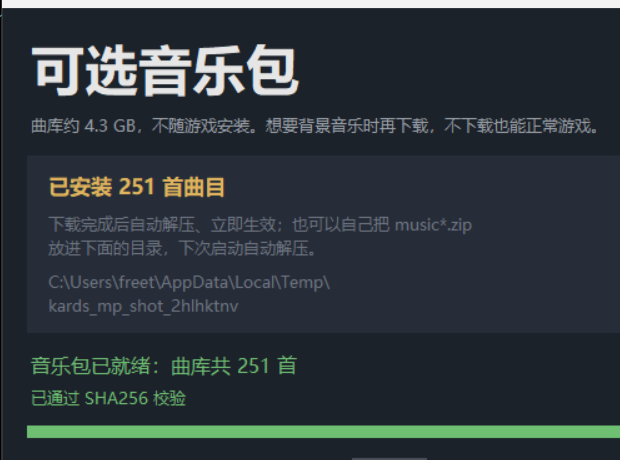 可选音乐包
曲库约 4.3 GB，不随游戏安装。想要背景音乐时再下载，不下载也能正常游戏。
已安装 251 首曲目
下载完成后自动解压、立即生效；也可以自己把 music*.zip
放进下面的目录，下次启动自动解压。
C:\Users\freet\AppData\Local\Temp\
kards_mp_shot_2hlhktnv
音乐包已就绪：曲库共 251 首
已通过 SHA256 校验